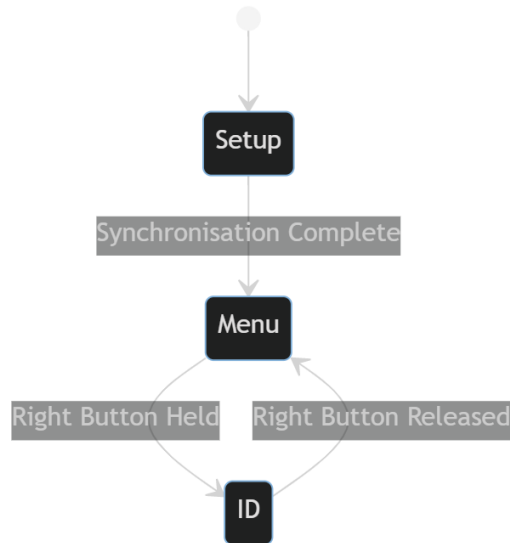 Setup
Synchronisation Complete
Menu
Right Button Held
Right Button Released
ID